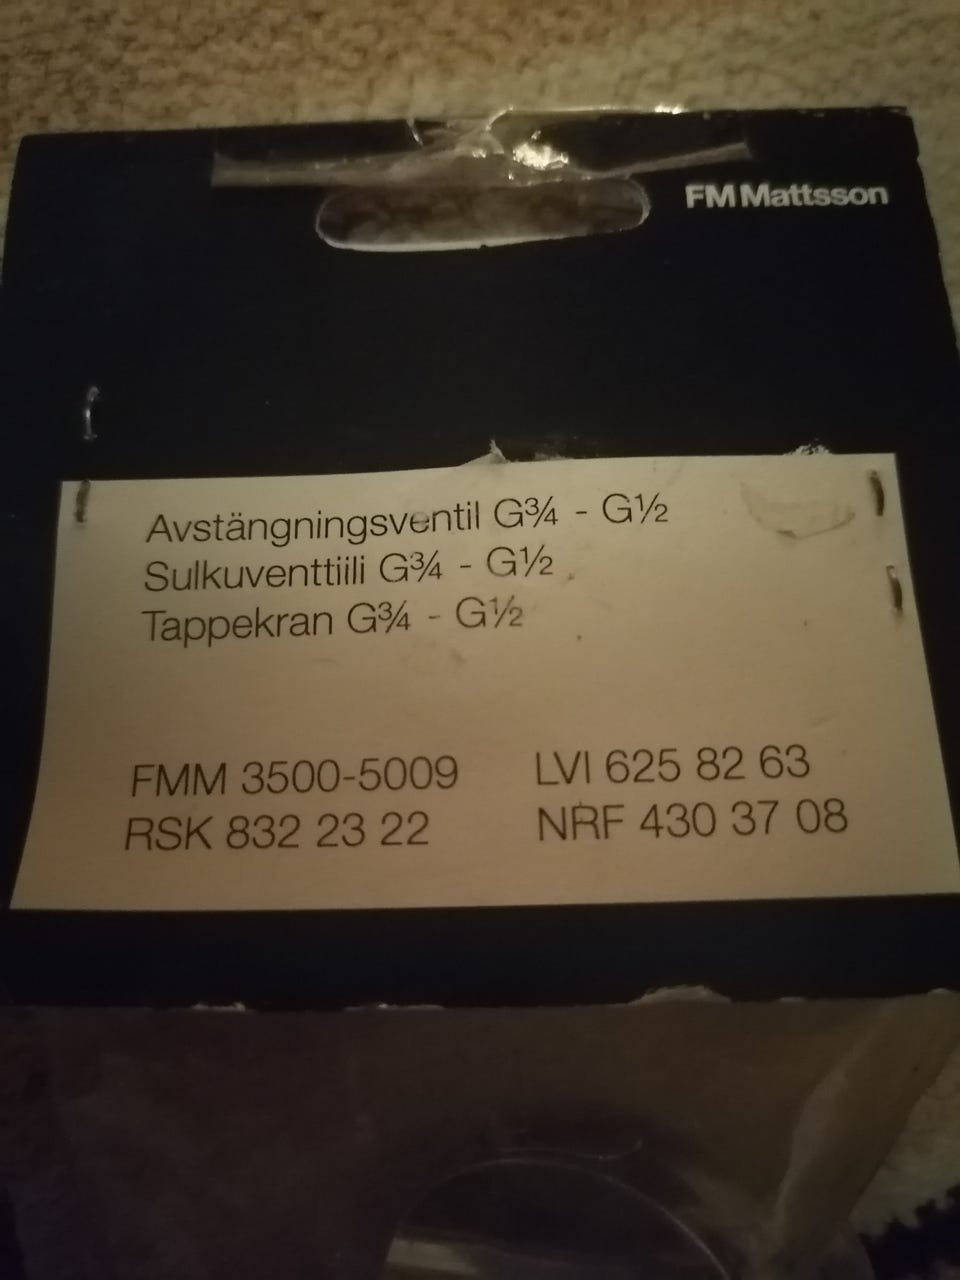 FM Mattsson
Avstängningsventil G¾ - G½
Sulkuventtiili G¾ - G½
Tappekran G¾ - G½
FMM 3500-5009
LVI 625 82 63
RSK 832 23 22
NRF 430 37 08